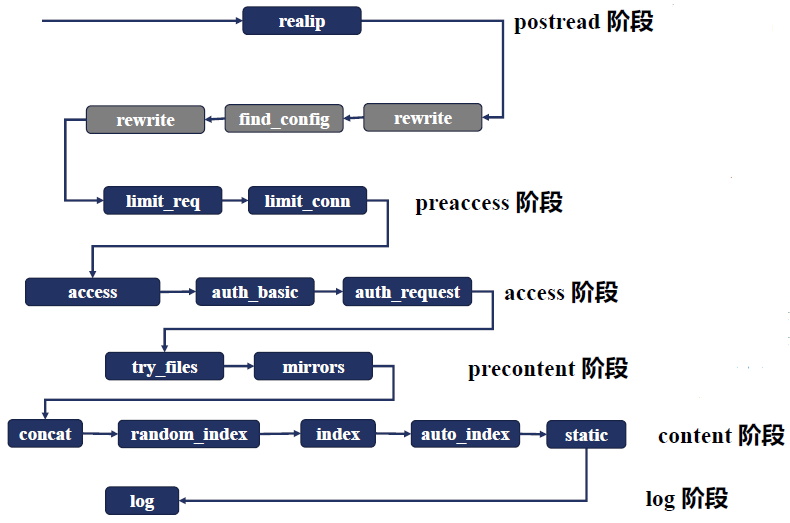 realip postread 阶段
rewrite find_config rewrite
limit_req limit_conn preaccess 阶段
access auth_basic auth_request access 阶段
try_files mirrors precontent 阶段
concat random_index index auto_index static content 阶段
log log 阶段